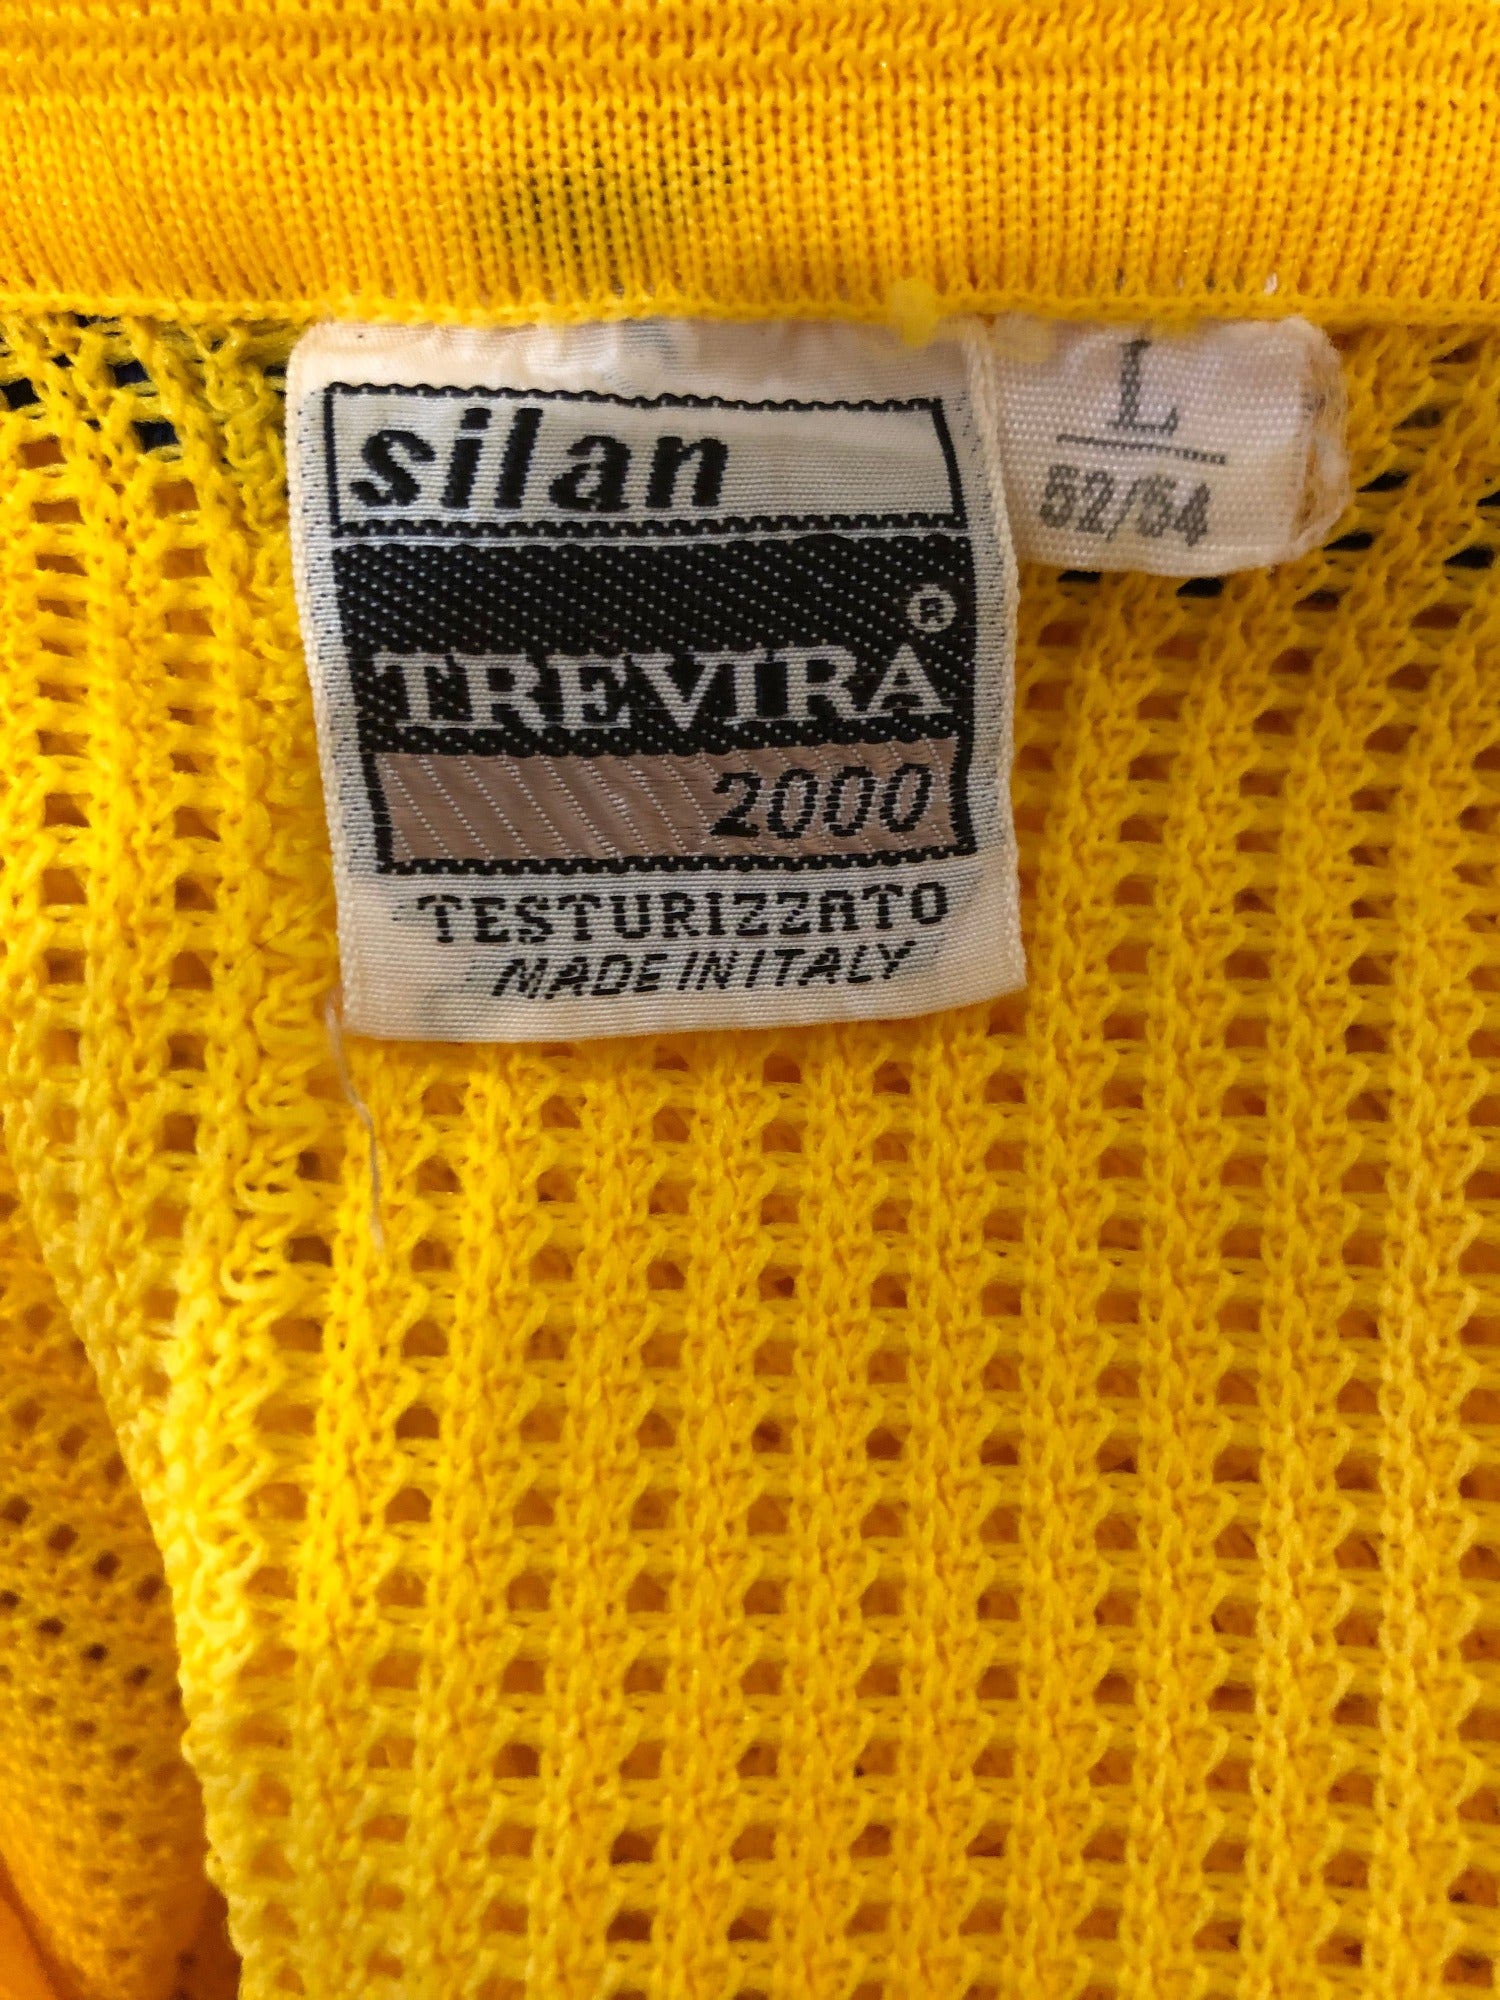 silan
TREVIRA®
2000
TESTURIZZATO
MADE IN ITALY
L
52/54